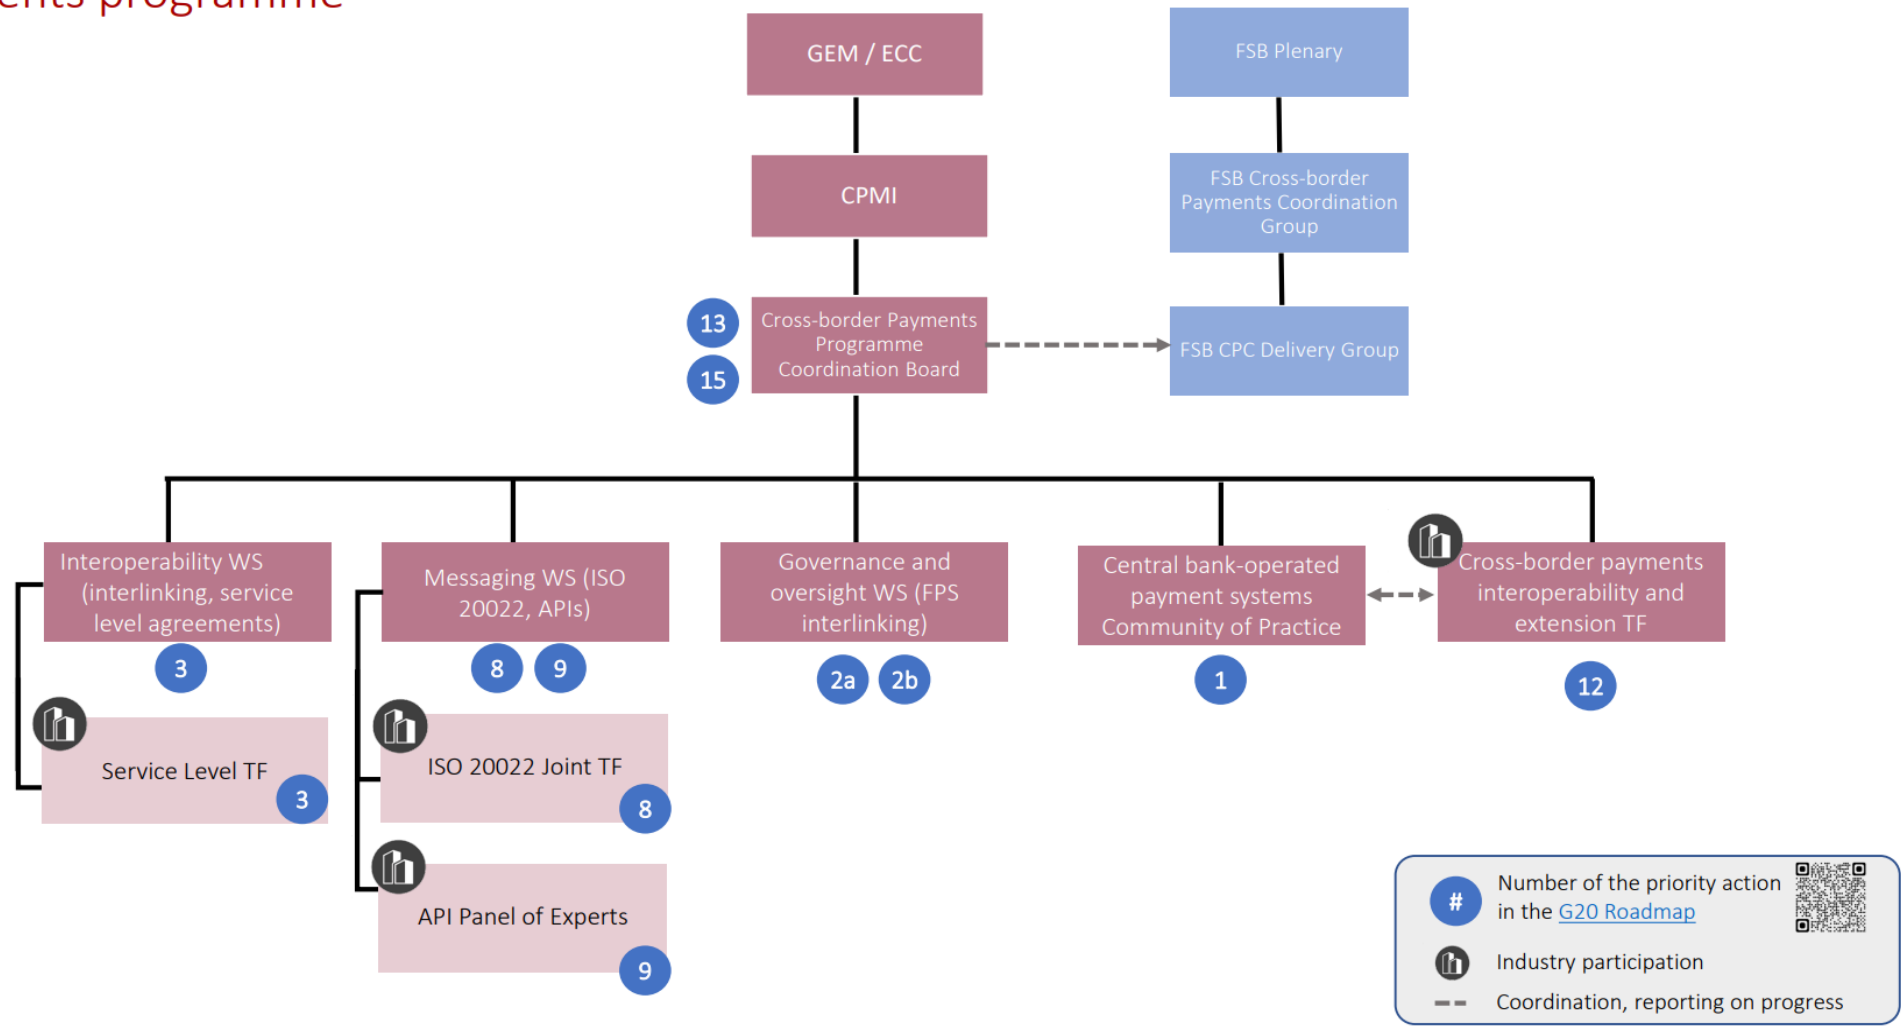 ents programme
GEM / ECC
FSB Plenary
CPMI
FSB Cross-border
Payments Coordination
Group
13
15
Cross-border Payments
Programme
Coordination Board
FSB CPC Delivery Group
Interoperability WS
(interlinking, service
level agreements)
3
Messaging WS (ISO
20022, APIs)
8
9
Governance and
oversight WS (FPS
interlinking)
2a
2b
Central bank-operated
payment systems
Community of Practice
1
Cross-border payments
interoperability and
extension TF
12
Service Level TF
3
ISO 20022 Joint TF
8
API Panel of Experts
9
#
Number of the priority action
in the G20 Roadmap
Industry participation
Coordination, reporting on progress